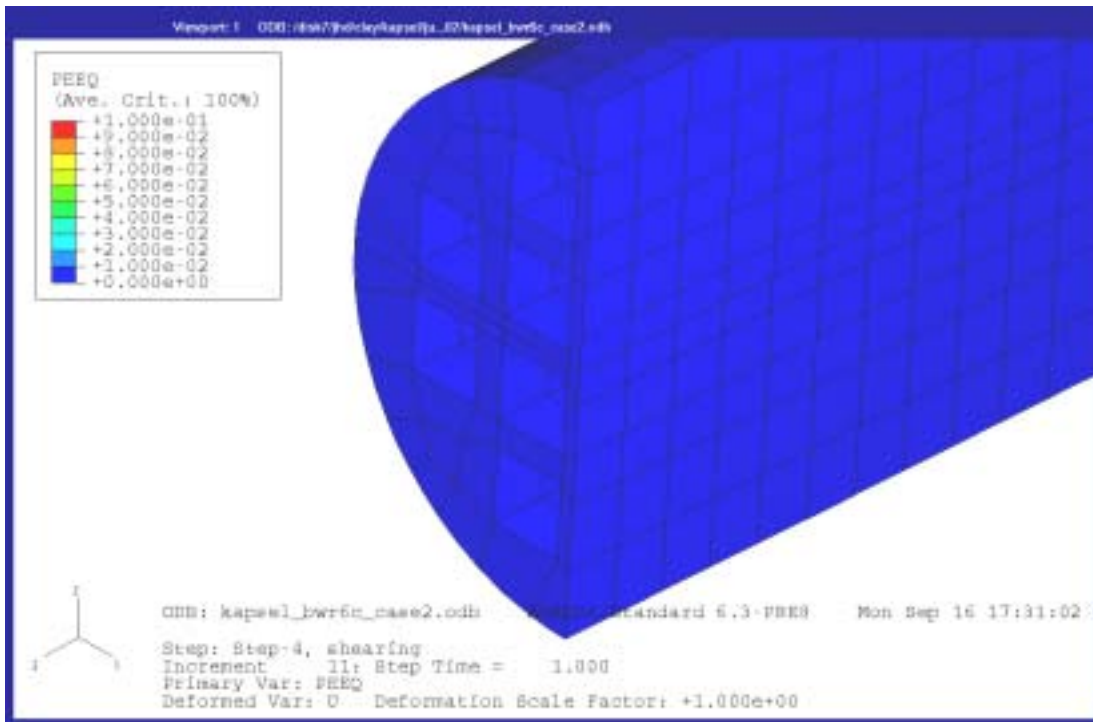 Viewport: 1 ODB: /disk7/jhd/clay/kapsel/ja...02/kapsel_bwr6c_case2.odb
PEEQ
(Ave. Crit.: 100%)
+1.000e-01
+9.000e-02
+8.000e-02
+7.000e-02
+6.000e-02
+5.000e-02
+4.000e-02
+3.000e-02
+2.000e-02
+1.000e-02
+0.000e+00
ODB: kapsel_bwr6c_case2.odb Standard 6.3-PRE8 Mon Sep 16 17:31:02
Step: Step-4, shearing
Increment 11: Step Time = 1.000
Primary Var: PEEQ
Deformed Var: U Deformation Scale Factor: +1.000e+00